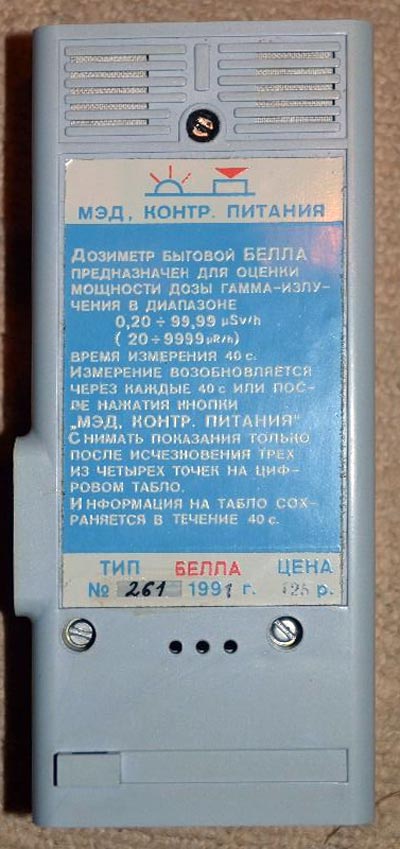 МЭД, КОНТР. ПИТАНИЯ
ДОЗИМЕТР БЫТОВОЙ БЕЛЛА
ПРЕДНАЗНАЧЕН ДЛЯ ОЦЕНКИ
МОЩНОСТИ ДОЗЫ ГАММА-ИЗЛУ-
ЧЕНИЯ В ДИАПАЗОНЕ
0,20 ÷ 99,99 µSv/h
( 20 ÷ 9999 µR/h)
ВРЕМЯ ИЗМЕРЕНИЯ 40 с.
ИЗМЕРЕНИЕ ВОЗОБНОВЛЯЕТСЯ
ЧЕРЕЗ КАЖДЫЕ 40 с ИЛИ ПОС-
ЛЕ НАЖАТИЯ КНОПКИ
„МЭД, КОНТР. ПИТАНИЯ"
СНИМАТЬ ПОКАЗАНИЯ ТОЛЬКО
ПОСЛЕ ИСЧЕЗНОВЕНИЯ ТРЕХ
ИЗ ЧЕТЫРЕХ ТОЧЕК НА ЦИФ-
РОВОМ ТАБЛО.
ИНФОРМАЦИЯ НА ТАБЛО СОХ-
РАНЯЕТСЯ В ТЕЧЕНИЕ 40 с.
ТИП БЕЛЛА ЦЕНА
№ 261 1991 г. 125 р.